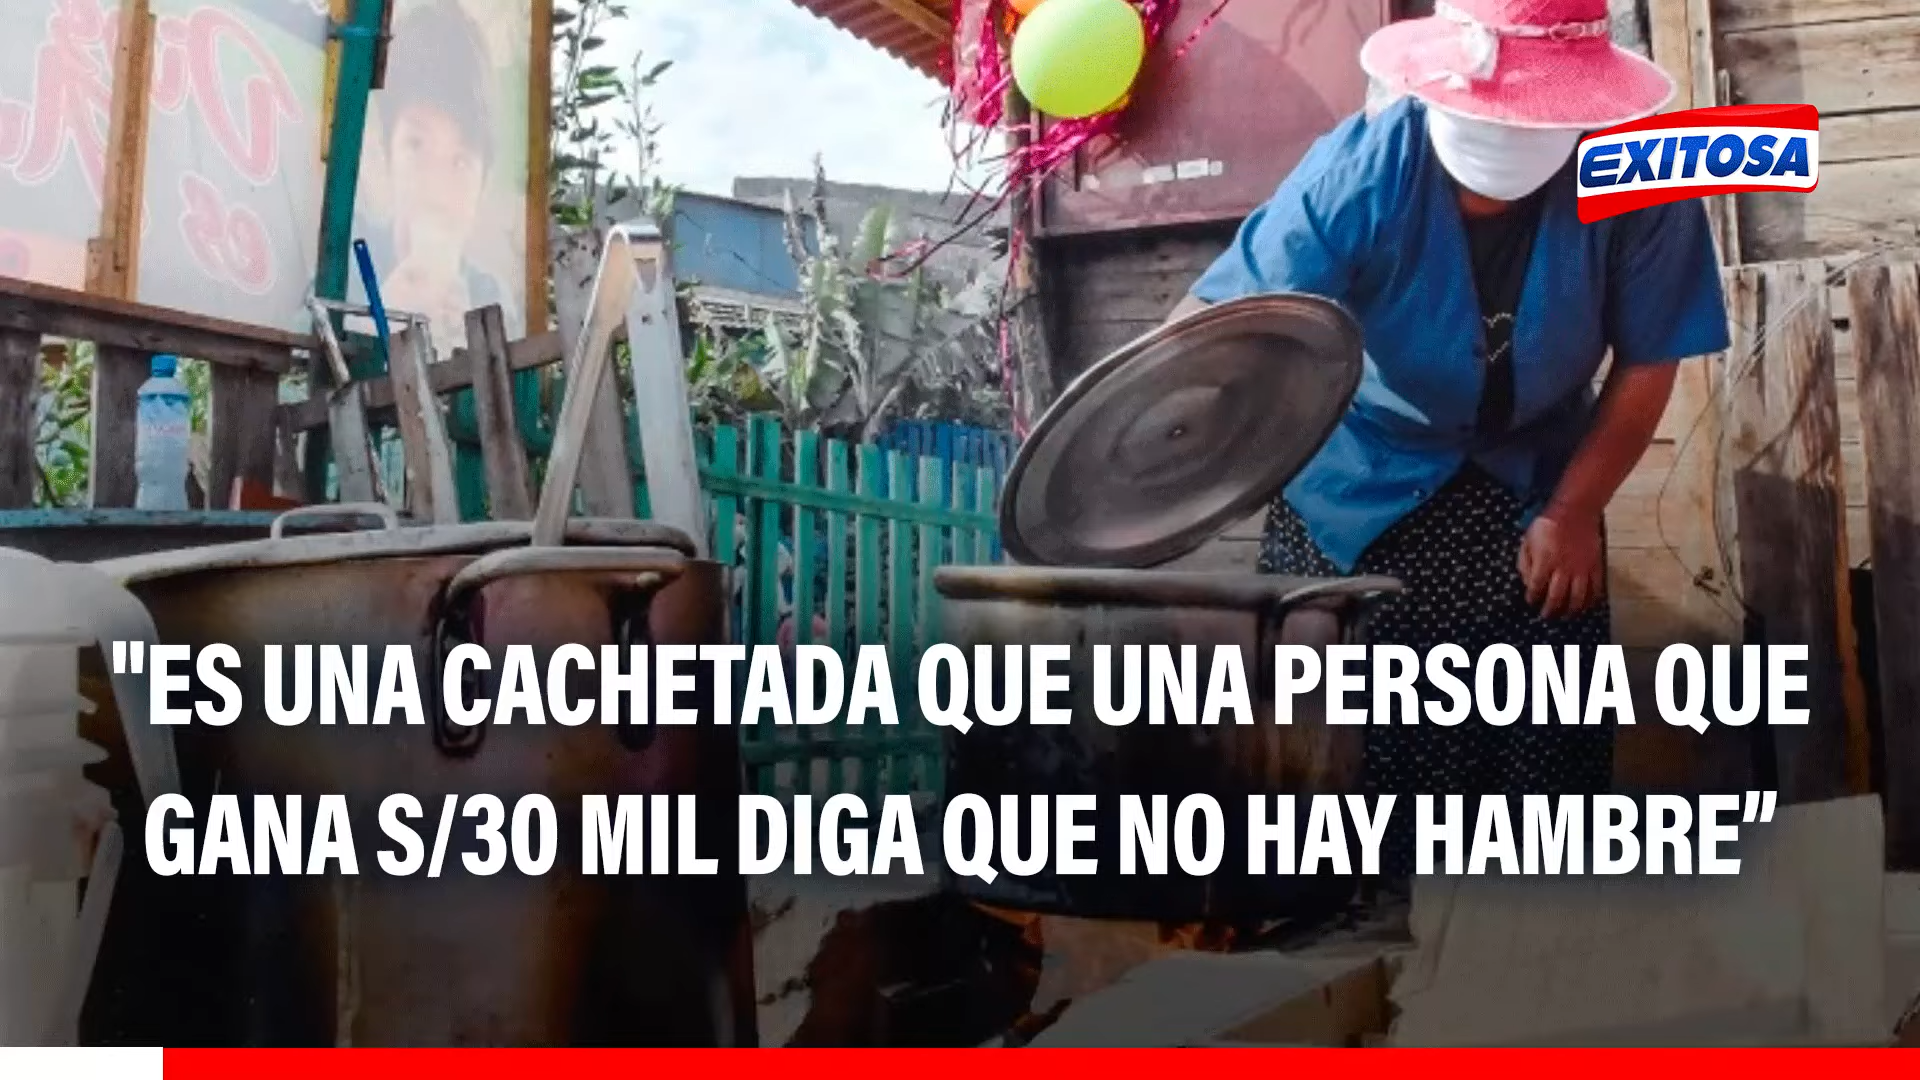 EXITOSA
"ES UNA CACHETADA QUE UNA PERSONA QUE
GANA S/30 MIL DIGA QUE NO HAY HAMBRE”